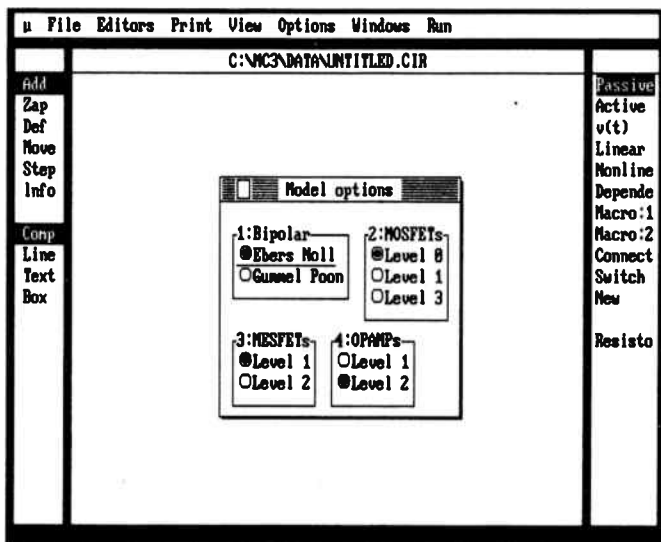 µ File Editors Print View Options Windows Run
C:\MC3\DATA\UNTITLED.CIR
Add
Zap
Def
Move
Step
Info
Comp
Line
Text
Box
Model options
1:Bipolar
Ebers Moll
Gummel Poon
2:MOSFETs
Level 0
Level 1
Level 3
3:MESFETs
Level 1
Level 2
4:OPAMPs
Level 1
Level 2
Passive
Active
v(t)
Linear
Nonline
Depende
Macro:1
Macro:2
Connect
Switch
New
Resisto